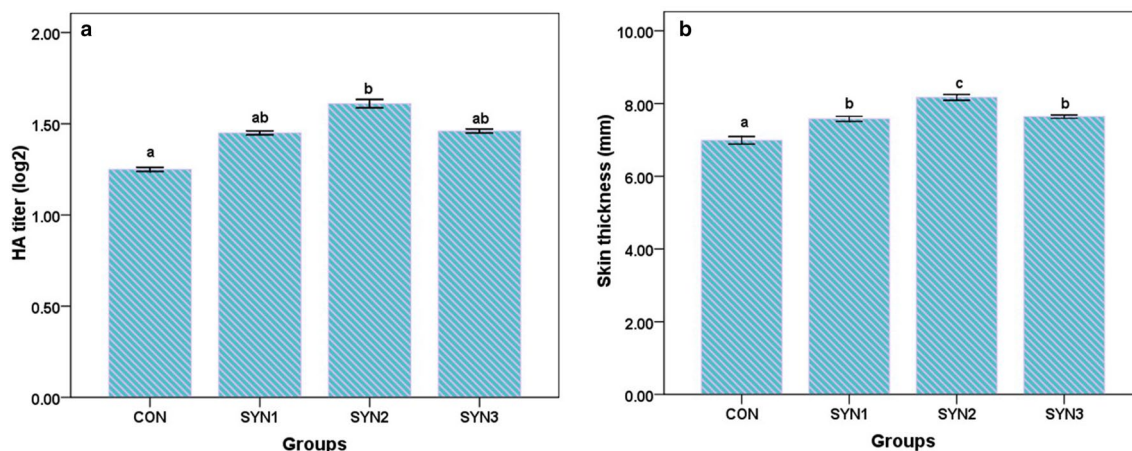 a
HA titer (log2)
2.00
1.50
1.00
0.50
0.00
a
ab
b
ab
CON
SYN1
SYN2
SYN3
Groups
b
Skin thickness (mm)
10.00
8.00
6.00
4.00
2.00
0.00
a
b
c
b
CON
SYN1
SYN2
SYN3
Groups